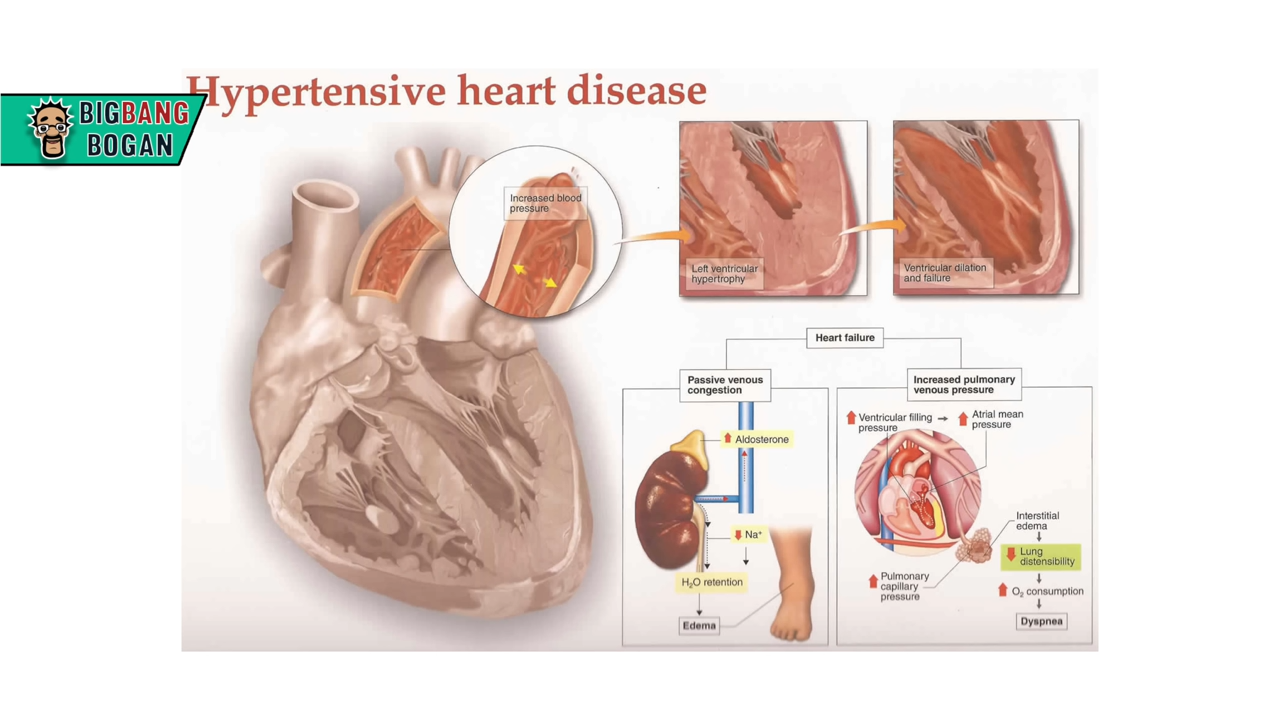 Hypertensive heart disease
BIGBANG
BOGAN
Increased blood
pressure
Left ventricular
hypertrophy
Ventricular dilation
and failure
Heart failure
Passive venous
congestion
Aldosterone
Na⁺
H₂O retention
Edema
Increased pulmonary
venous pressure
Ventricular filling
pressure
Atrial mean
pressure
Interstitial
edema
Lung
distensibility
Pulmonary
capillary
pressure
O₂ consumption
Dyspnea